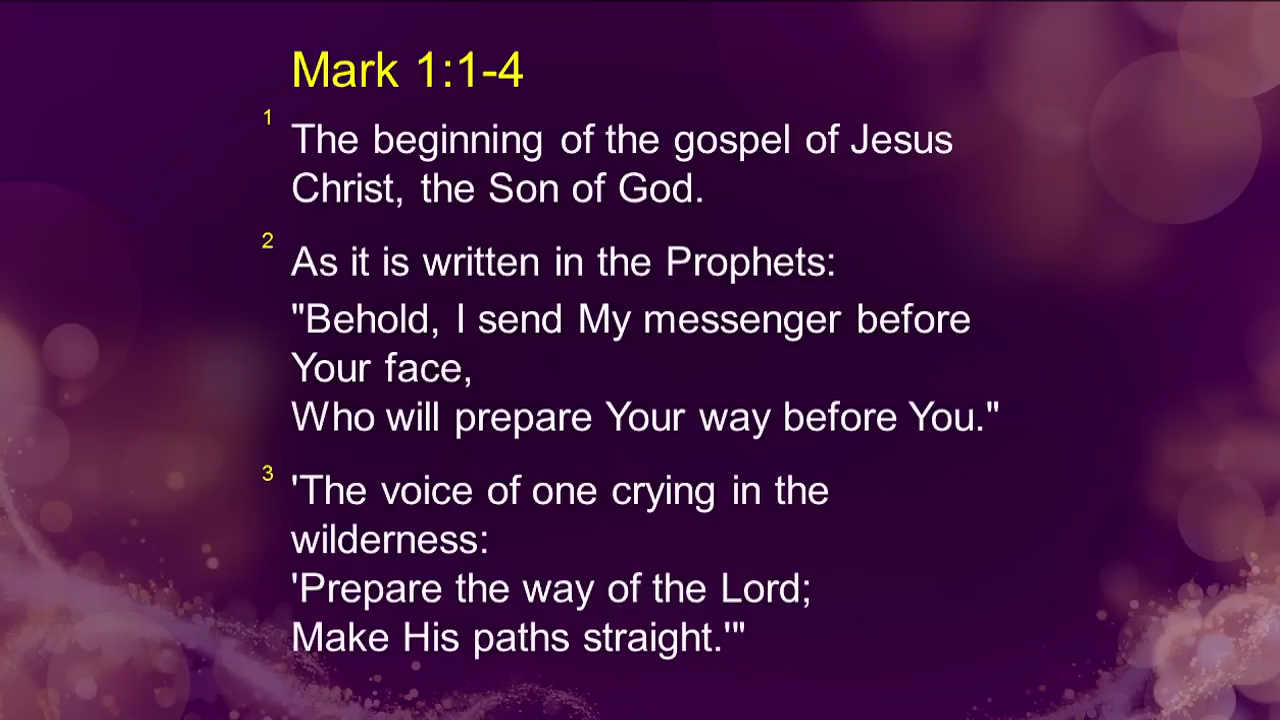 Mark 1:1-4
1 The beginning of the gospel of Jesus
Christ, the Son of God.
2 As it is written in the Prophets:
"Behold, I send My messenger before
Your face,
Who will prepare Your way before You."
3 'The voice of one crying in the
wilderness:
'Prepare the way of the Lord;
Make His paths straight.'"